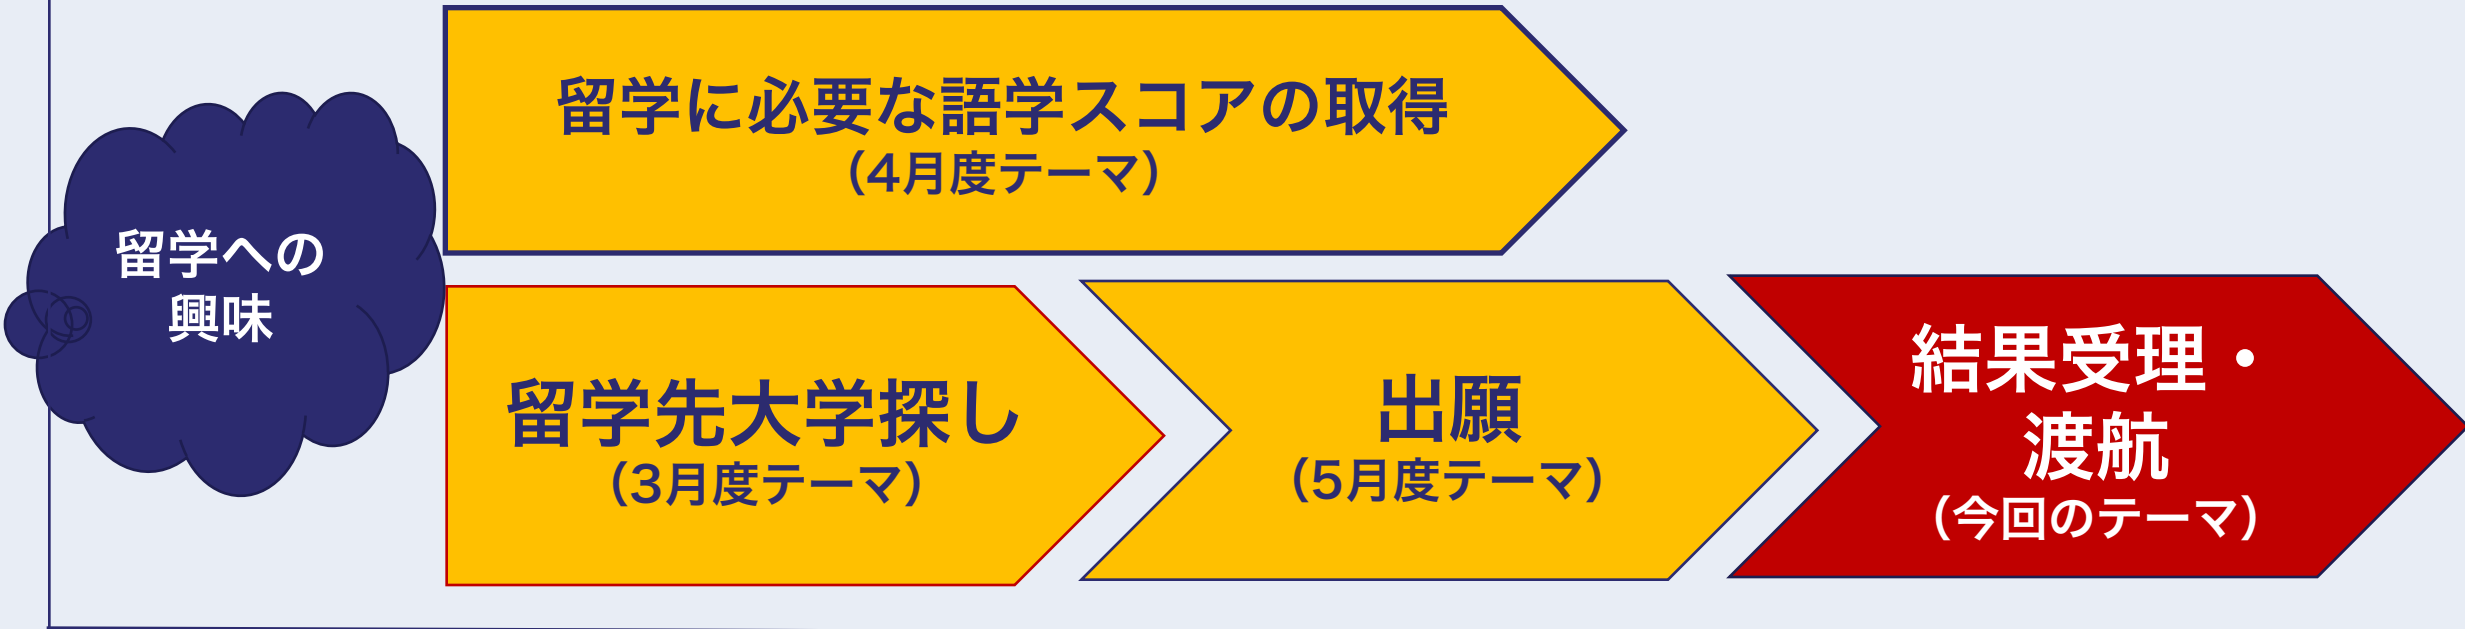 留学への
興味
留学に必要な語学スコアの取得
（4月度テーマ）
留学先大学探し
（3月度テーマ）
出願
（5月度テーマ）
結果受理・
渡航
（今回のテーマ）